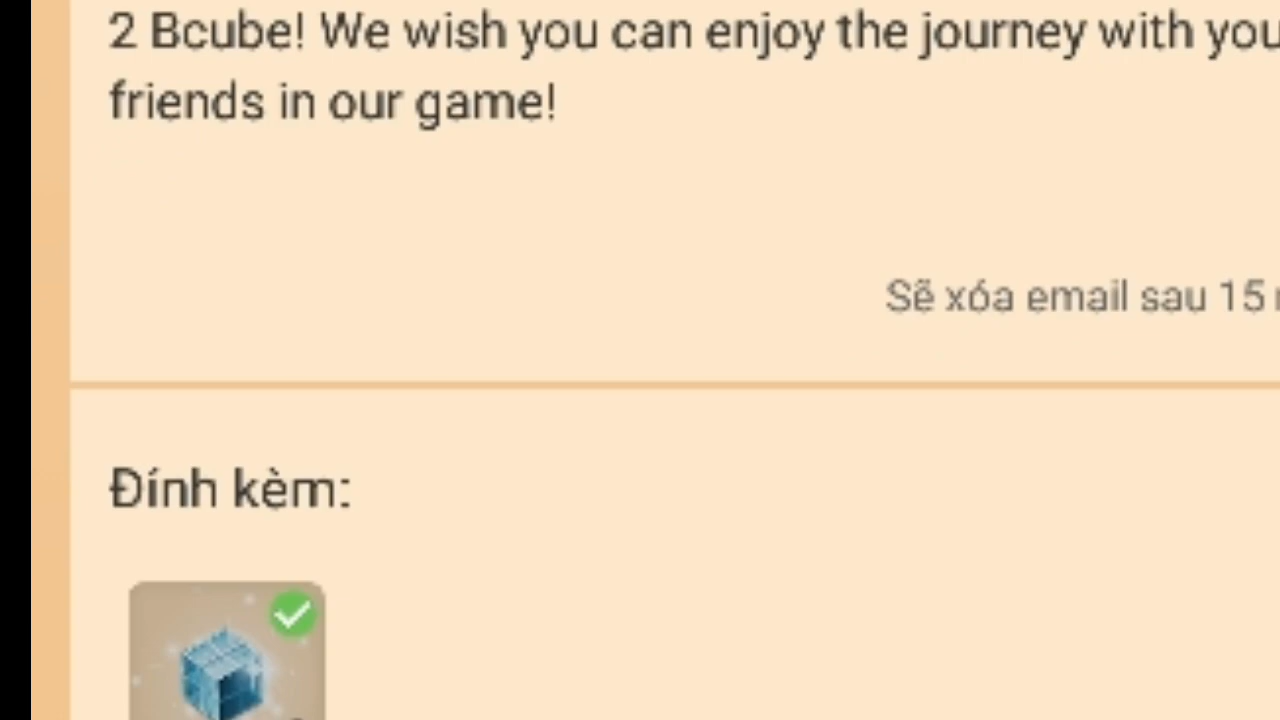 2 Bcube! We wish you can enjoy the journey with you
friends in our game!
Sẽ xóa email sau 15
Đính kèm: